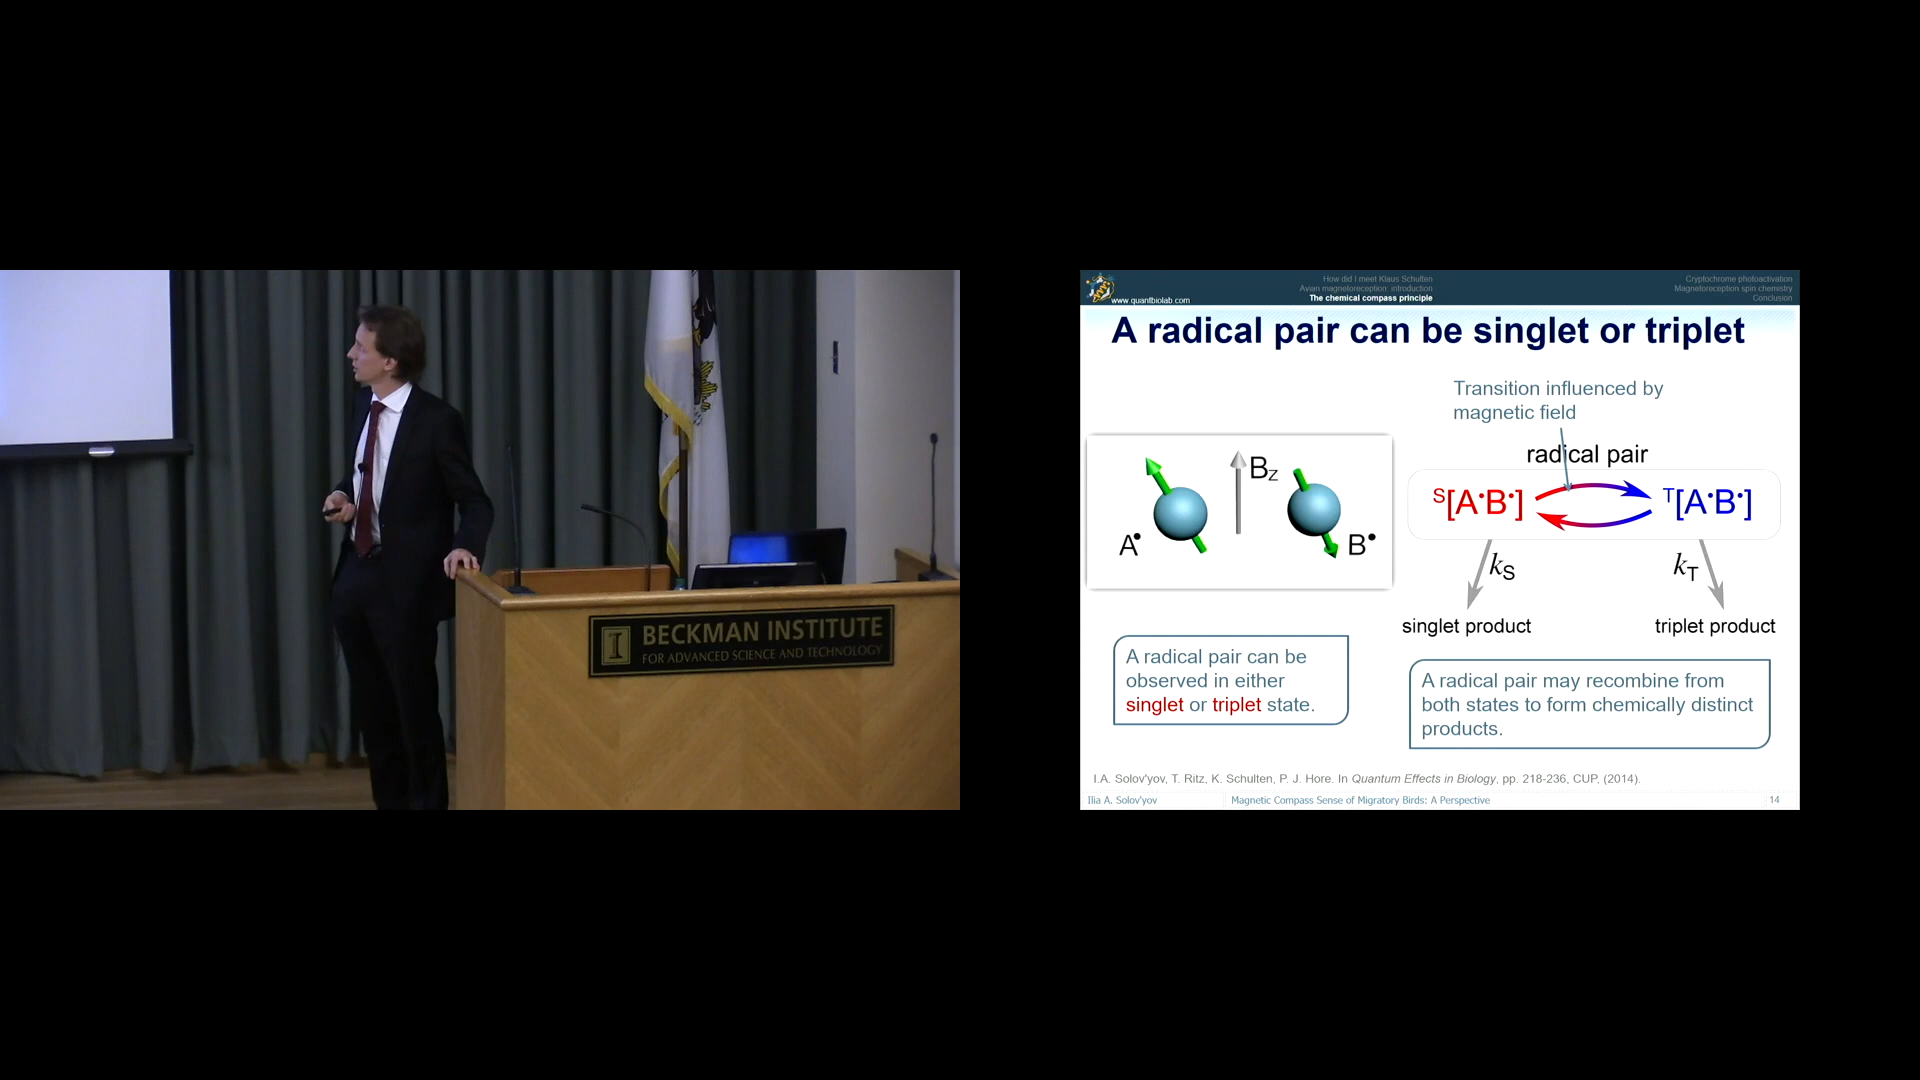 I
BECKMAN INSTITUTE
FOR ADVANCED SCIENCE AND TECHNOLOGY
www.quantbiolab.com
How did I meet Klaus Schulten
Avian magnetoreception: introduction
The chemical compass principle
Cryptochrome photoactivation
Magnetoreception spin chemistry
Conclusion
A radical pair can be singlet or triplet
Transition influenced by
magnetic field
radical pair
S[A•B•]
T[A•B•]
kS
kT
singlet product
triplet product
BZ
A•
B•
A radical pair can be
observed in either
singlet or triplet state.
A radical pair may recombine from
both states to form chemically distinct
products.
I.A. Solov'yov, T. Ritz, K. Schulten, P. J. Hore. In Quantum Effects in Biology, pp. 218-236, CUP, (2014).
Ilia A. Solov'yov
Magnetic Compass Sense of Migratory Birds: A Perspective
14